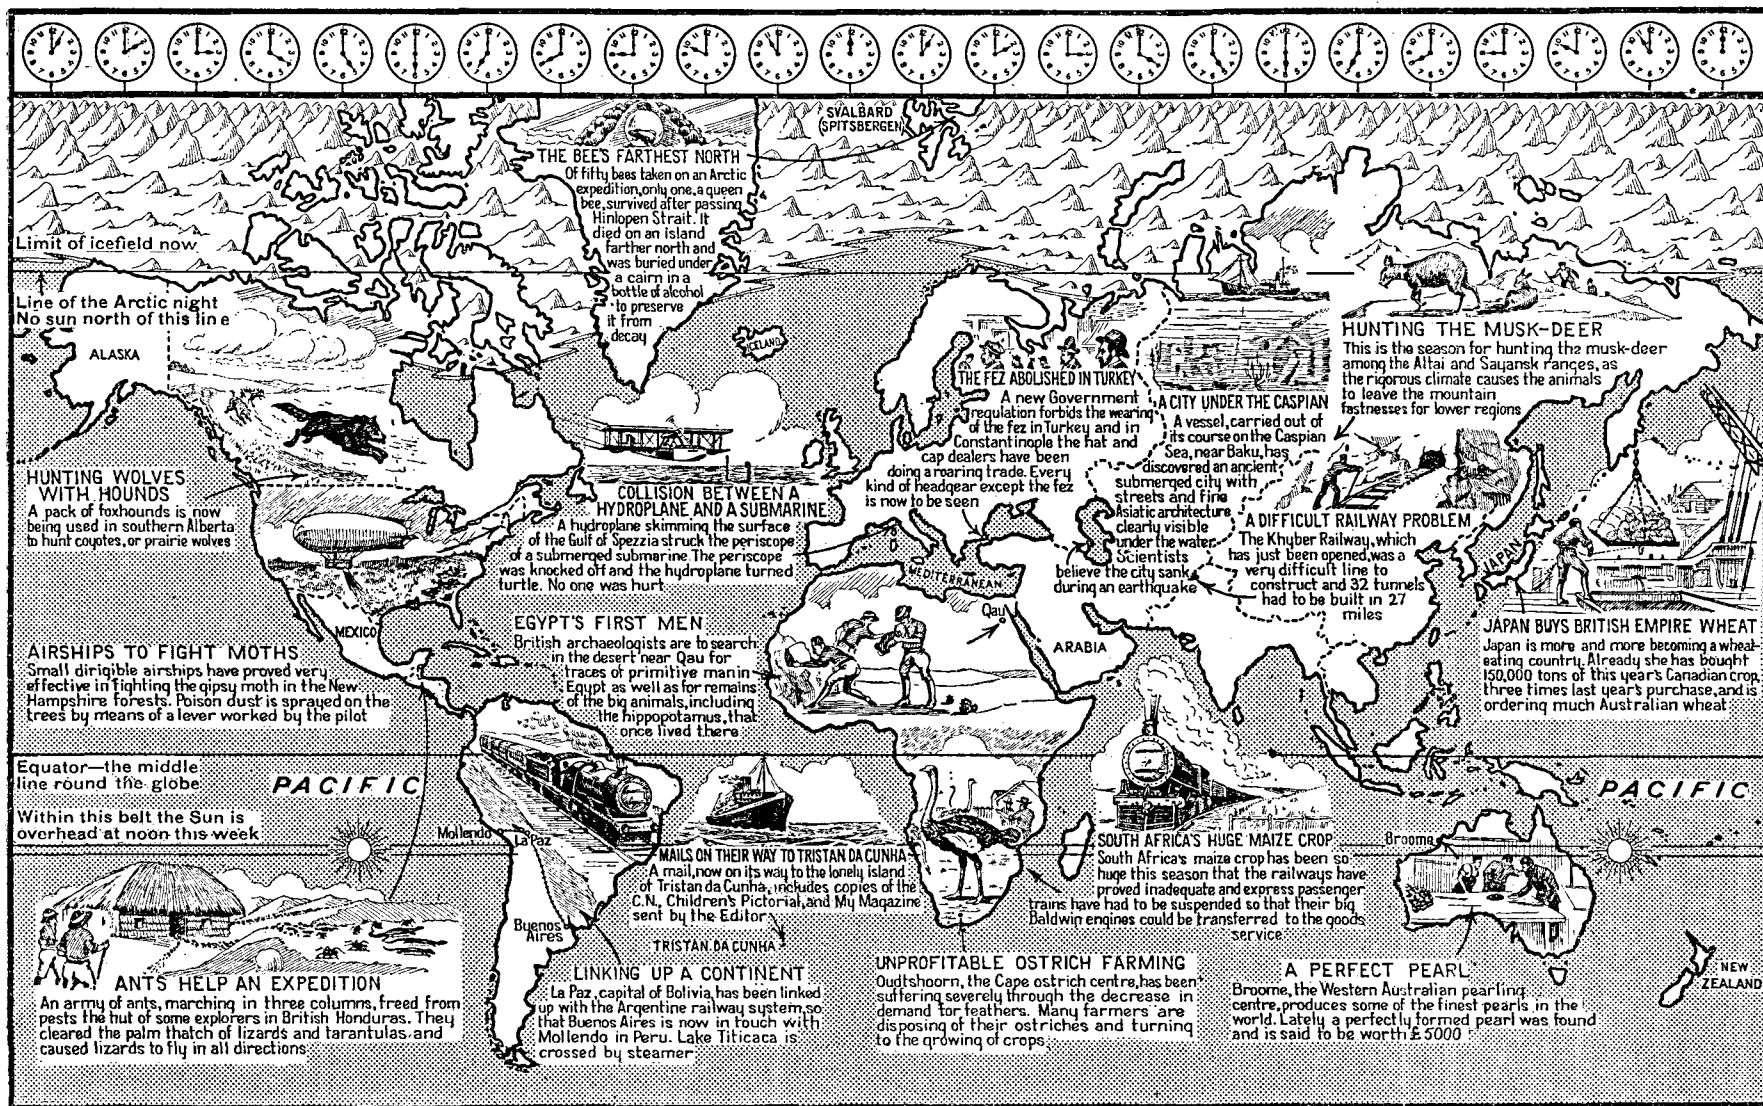 SVALBARD
(SPITSBERGEN)
THE BEE'S FARTHEST NORTH
Of fifty bees taken on an Arctic
expedition, only one, a queen
bee, survived after passing
Hinlopen Strait. It
died on an island
farther north and
was buried under
a cairn in a
bottle of alcohol
to preserve
it from
decay
Limit of icefield now
Line of the Arctic night
No sun north of this line
ALASKA
ICELAND
HUNTING THE MUSK-DEER
This is the season for hunting the musk-deer
among the Altai and Sayansk ranges, as
the rigorous climate causes the animals
to leave the mountain
fastnesses for lower regions
THE FEZ ABOLISHED IN TURKEY
A new Government
regulation forbids the wearing
of the fez in Turkey and in
Constantinople the hat and
cap dealers have been
doing a roaring trade. Every
kind of headgear except the fez
is now to be seen
A CITY UNDER THE CASPIAN
A vessel, carried out of
its course on the Caspian
Sea, near Baku, has
discovered an ancient
submerged city with
streets and fine
Asiatic architecture
clearly visible
under the water.
Scientists
believe the city sank
during an earthquake
HUNTING WOLVES
WITH HOUNDS
A pack of foxhounds is now
being used in southern Alberta
to hunt coyotes, or prairie wolves
COLLISION BETWEEN A
HYDROPLANE AND A SUBMARINE
A hydroplane skimming the surface
of the Gulf of Spezzia struck the periscope
of a submerged submarine. The periscope
was knocked off and the hydroplane turned
turtle. No one was hurt
A DIFFICULT RAILWAY PROBLEM
The Khyber Railway, which
has just been opened, was a
very difficult line to
construct and 32 tunnels
had to be built in 27
miles
JAPAN
MEDITERRANEAN
Qau
ARABIA
MEXICO
EGYPT'S FIRST MEN
British archaeologists are to search
in the desert near Qau for
traces of primitive man in
Egypt as well as for remains
of the big animals, including
the hippopotamus, that
once lived there
JAPAN BUYS BRITISH EMPIRE WHEAT
Japan is more and more becoming a wheat-
eating country. Already she has bought
150,000 tons of this year's Canadian crop,
three times last year's purchase, and is
ordering much Australian wheat
AIRSHIPS TO FIGHT MOTHS
Small dirigible airships have proved very
effective in fighting the gipsy moth in the New
Hampshire forests. Poison dust is sprayed on the
trees by means of a lever worked by the pilot
Equator—the middle
line round the globe
PACIFIC
PACIFIC
Within this belt the Sun is
overhead at noon this week
Mollendo
La Paz
Buenos
Aires
MAILS ON THEIR WAY TO TRISTAN DA CUNHA
A mail, now on its way to the lonely island
of Tristan da Cunha, includes copies of the
C.N., Children's Pictorial, and My Magazine
sent by the Editor
TRISTAN DA CUNHA
SOUTH AFRICA'S HUGE MAIZE CROP
South Africa's maize crop has been so
huge this season that the railways have
proved inadequate and express passenger
trains have had to be suspended so that their big
Baldwin engines could be transferred to the goods
service
Broome
ANTS HELP AN EXPEDITION
An army of ants, marching in three columns, freed from
pests the hut of some explorers in British Honduras. They
cleared the palm thatch of lizards and tarantulas and
caused lizards to fly in all directions
LINKING UP A CONTINENT
La Paz, capital of Bolivia, has been linked
up with the Argentine railway system, so
that Buenos Aires is now in touch with
Mollendo in Peru. Lake Titicaca is
crossed by steamer
UNPROFITABLE OSTRICH FARMING
Oudtshoorn, the Cape ostrich centre, has been
suffering severely through the decrease in
demand for feathers. Many farmers are
disposing of their ostriches and turning
to the growing of crops
A PERFECT PEARL
Broome, the Western Australian pearling
centre, produces some of the finest pearls in the
world. Lately a perfectly formed pearl was found
and is said to be worth £5000
NEW
ZEALAND